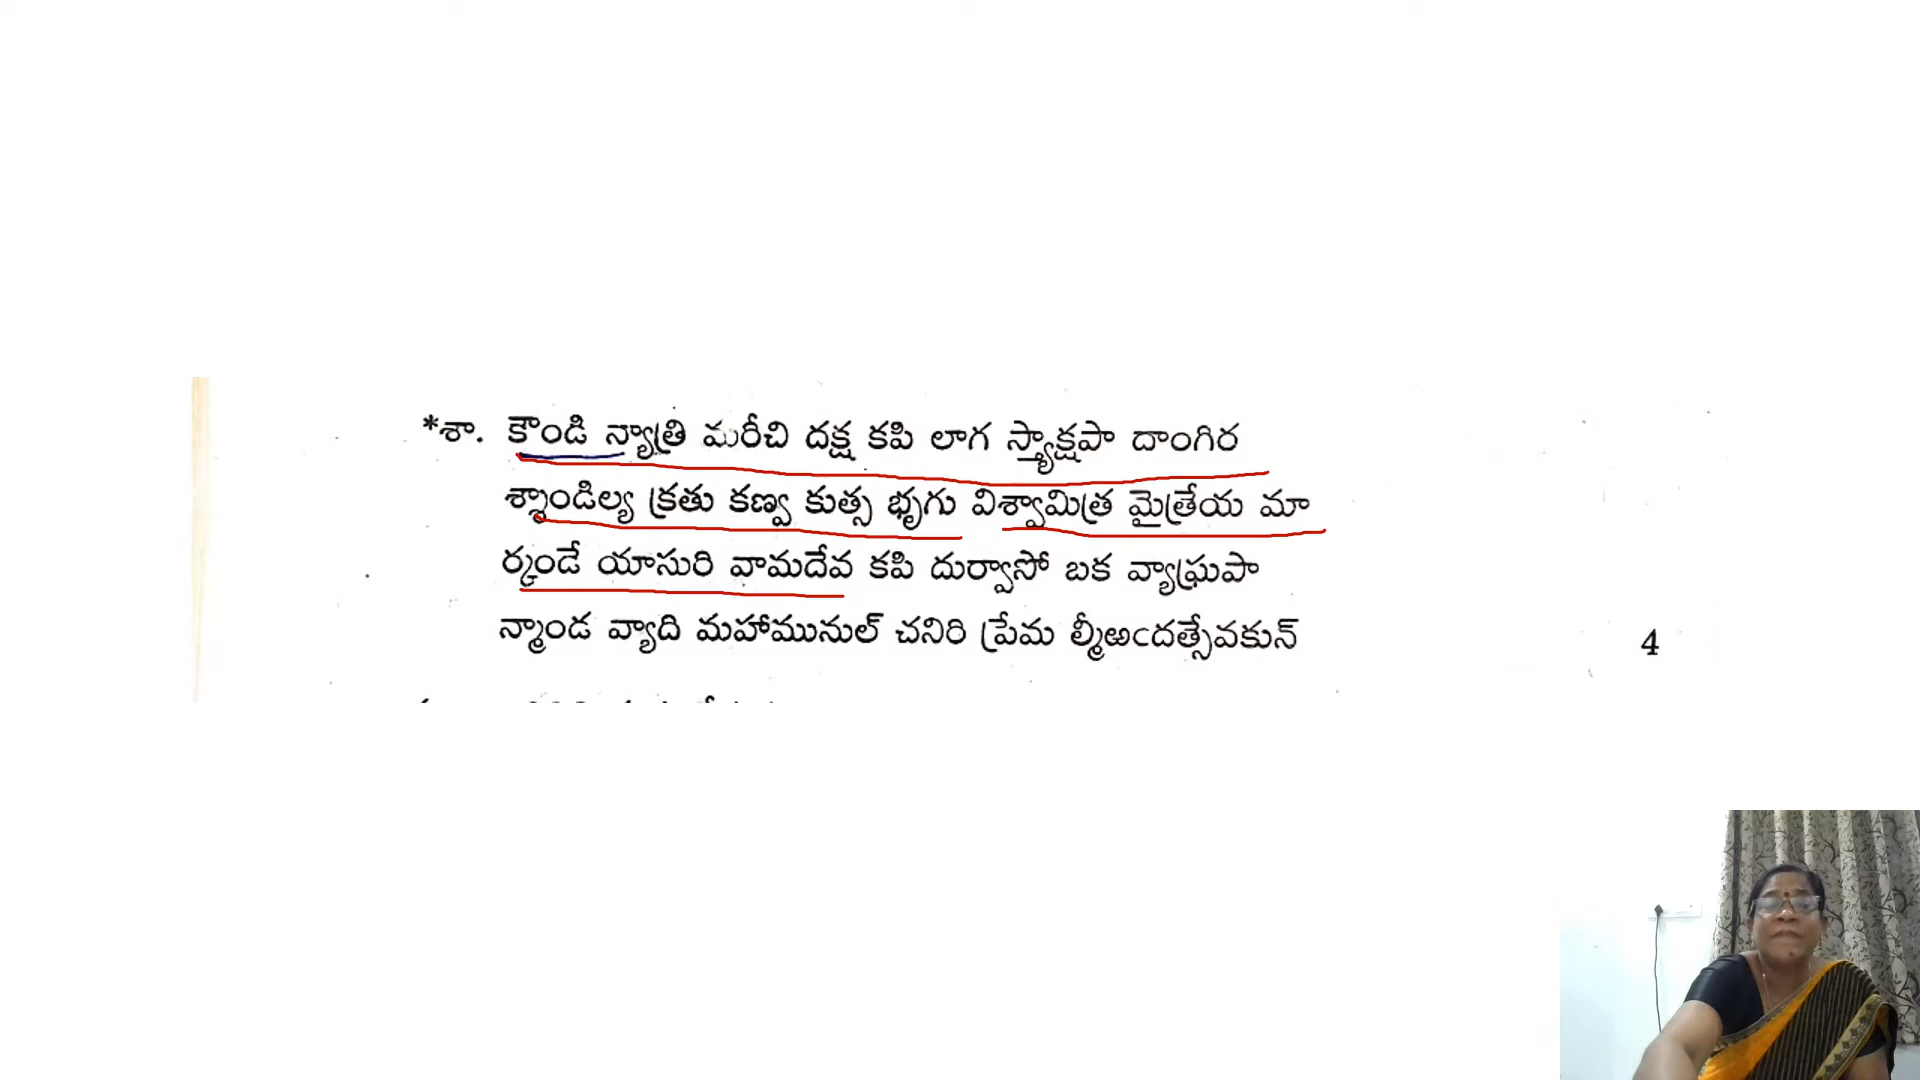 *శా. కౌండి న్యాత్రి మరీచి దక్ష కపి లాగ స్త్యాక్షపా దాంగిర
శ్శాండిల్య క్రతు కణ్వ కుత్స భృగు విశ్వామిత్ర మైత్రేయ మా
ర్కండే యాసురి వామదేవ కపి దుర్వాసో బక వ్యాఘ్రపా
న్మాండ వ్యాది మహామునుల్ చనిరి ప్రేమ ల్మీఱఁదత్సేవకున్
4